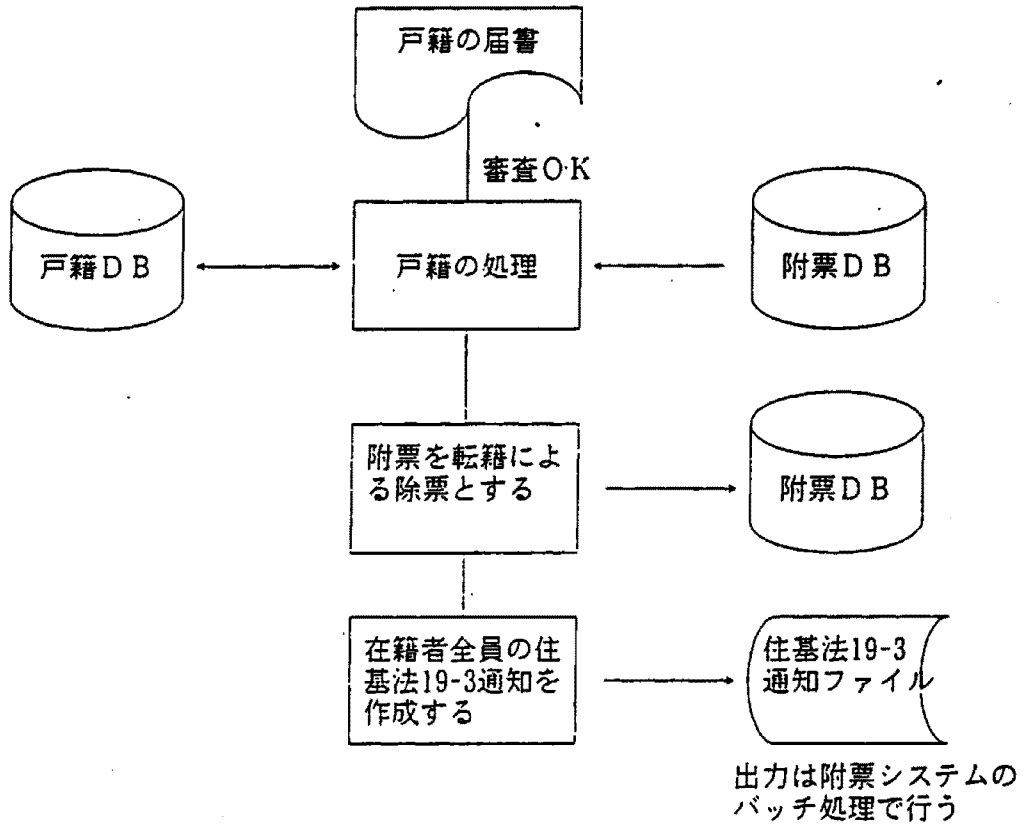 戸籍の届書
審査O·K
戸籍DB
戸籍の処理
附票DB
附票を転籍によ
る除票とする
附票DB
在籍者全員の住
基法19-3通知を
作成する
住基法19-3
通知ファイル
出力は附票システムの
バッチ処理で行う